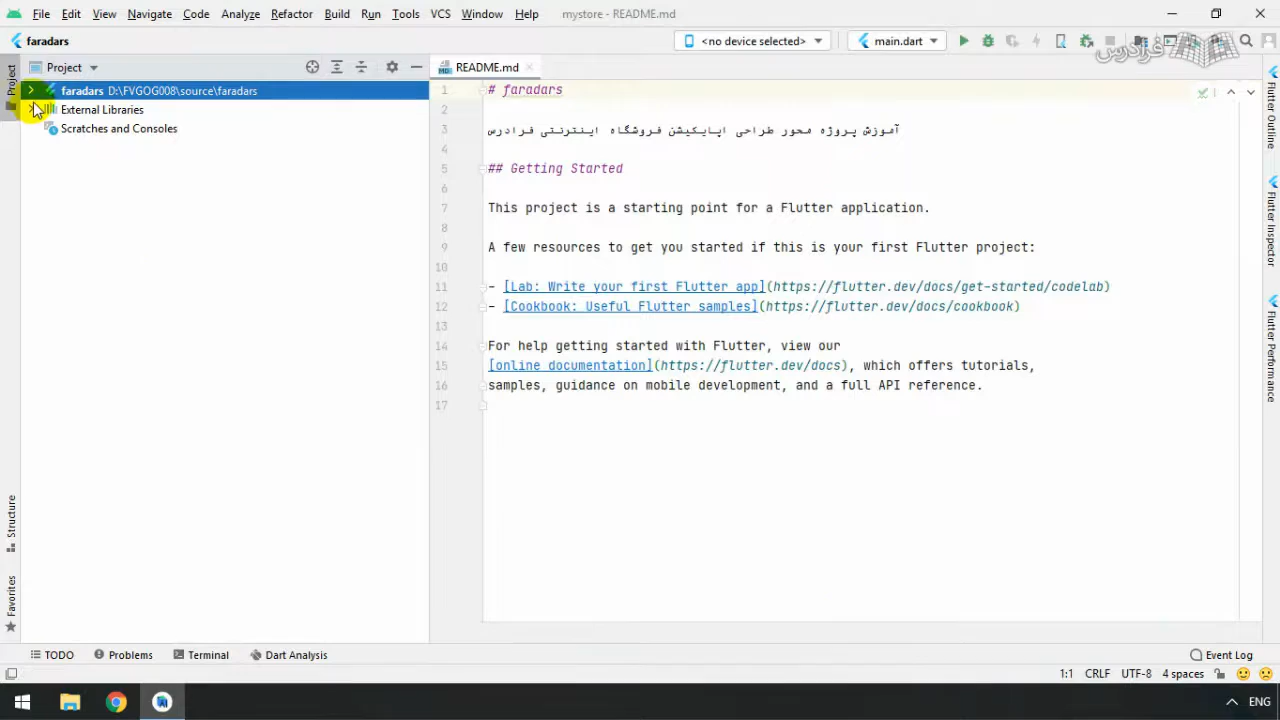 File Edit View Navigate Code Analyze Refactor Build Run Tools VCS Window Help mystore - README.md
faradars
<no device selected>
main.dart
فرادرس
Project
README.md
Project
faradars D:\FVGOG008\source\faradars
External Libraries
Scratches and Consoles
1 # faradars
2
3 آموزش پروژه محور طراحی اپلیکیشن فروشگاه اینترنتی فرادرس
4
5 ## Getting Started
6
7 This project is a starting point for a Flutter application.
8
9 A few resources to get you started if this is your first Flutter project:
10
11 - [Lab: Write your first Flutter app](https://flutter.dev/docs/get-started/codelab)
12 - [Cookbook: Useful Flutter samples](https://flutter.dev/docs/cookbook)
13
14 For help getting started with Flutter, view our
15 [online documentation](https://flutter.dev/docs), which offers tutorials,
16 samples, guidance on mobile development, and a full API reference.
17
Flutter Outline
Flutter Inspector
Flutter Performance
Structure
Favorites
TODO Problems Terminal Dart Analysis Event Log
1:1 CRLF UTF-8 4 spaces
ENG